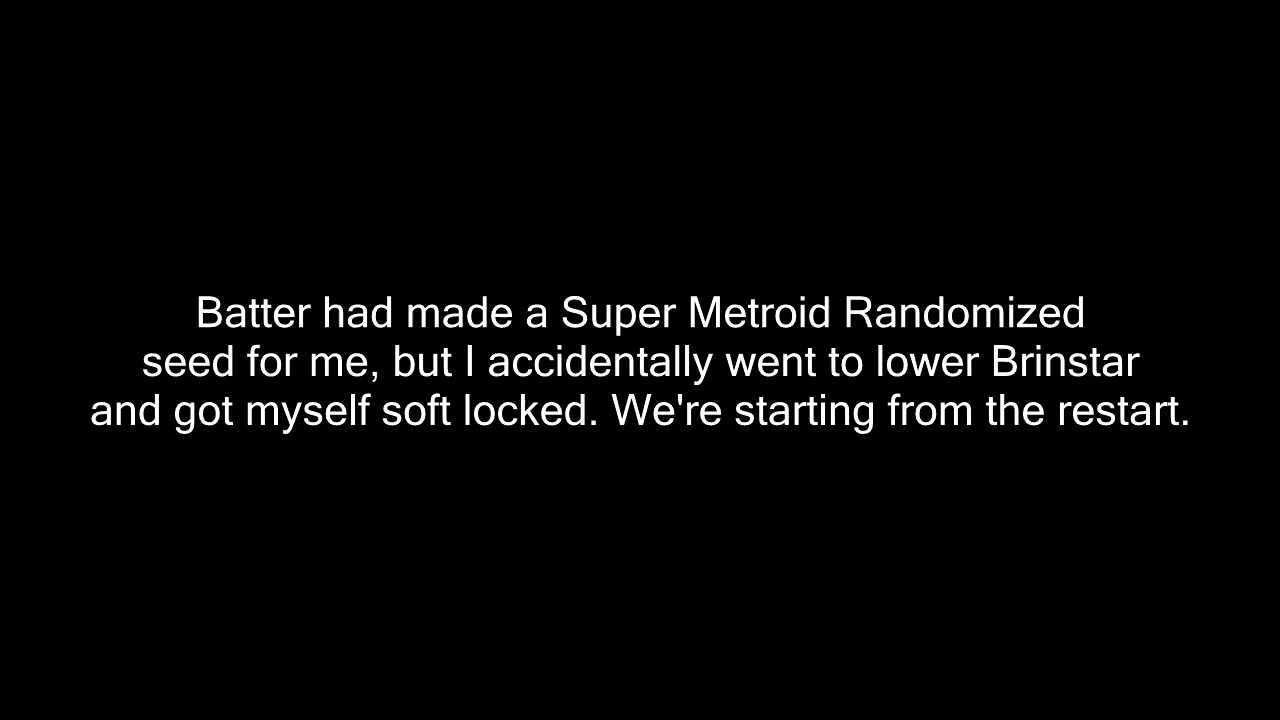 Batter had made a Super Metroid Randomized
seed for me, but I accidentally went to lower Brinstar
and got myself soft locked. We're starting from the restart.